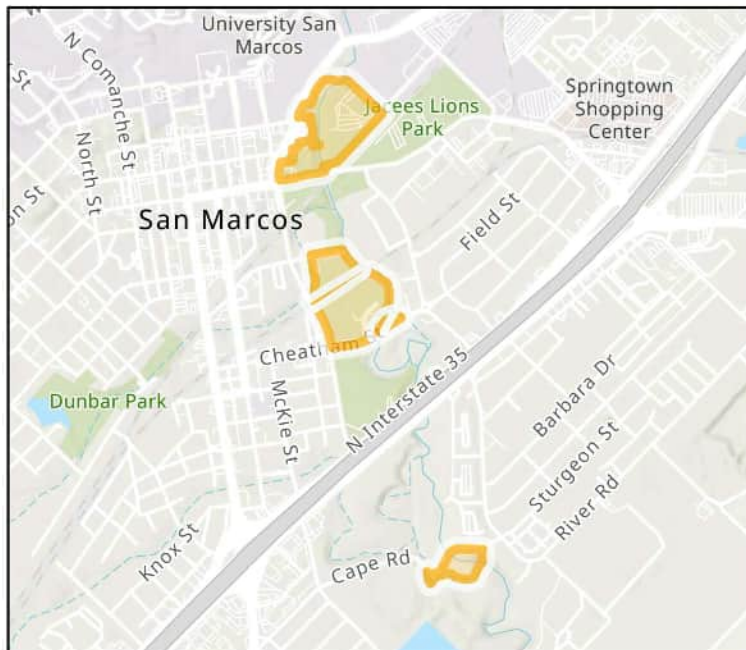 University San
Marcos
N Comanche St
St
North St
Jaycees Lions
Park
Springtown
Shopping
Center
San Marcos
Field St
on St
Cheatham S
Dunbar Park
McKie St
N Interstate 35
Barbara Dr
Sturgeon St
River Rd
Knox St
Cape Rd